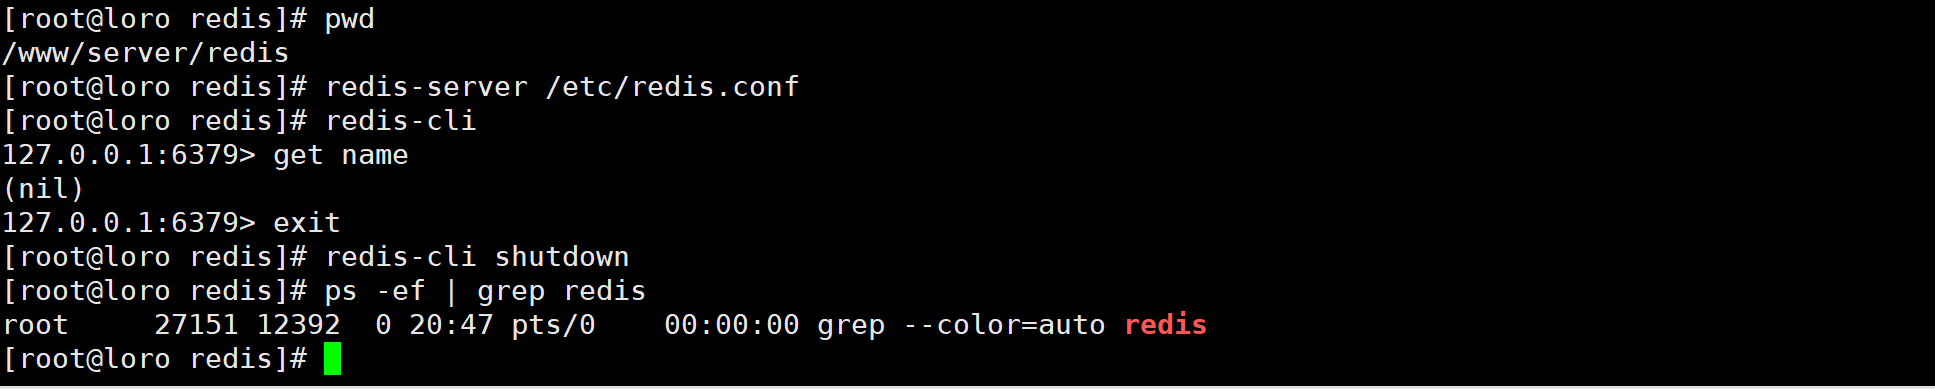 [root@loro redis]# pwd
/www/server/redis
[root@loro redis]# redis-server /etc/redis.conf
[root@loro redis]# redis-cli
127.0.0.1:6379> get name
(nil)
127.0.0.1:6379> exit
[root@loro redis]# redis-cli shutdown
[root@loro redis]# ps -ef | grep redis
root     27151 12392  0 20:47 pts/0    00:00:00 grep --color=auto redis
[root@loro redis]#